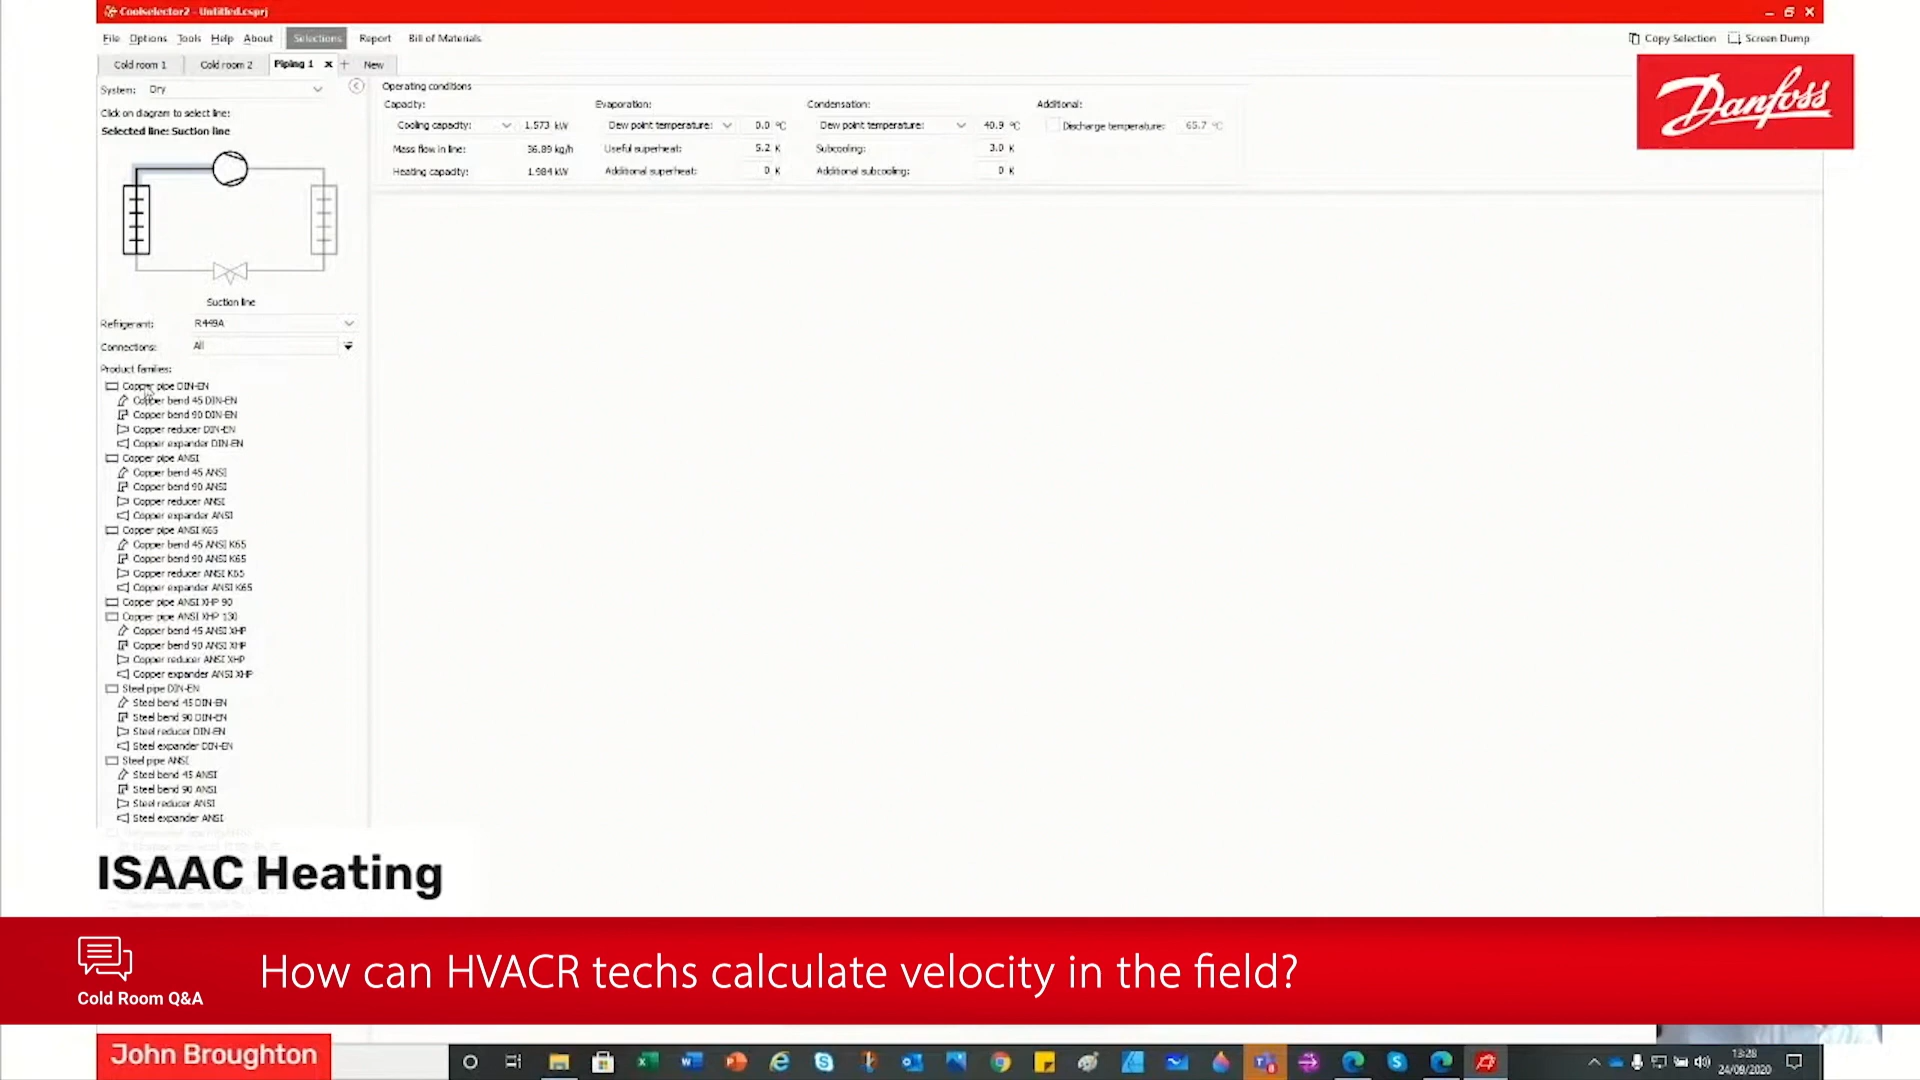 Coolselector2 - Untitled.csprj
File Options Tools Help About Selections Report Bill of Materials Copy Selection Screen Dump
Cold room 1 Cold room 2 Piping 1 x + New
Danfoss
System: Dry
Click on diagram to select line:
Selected line: Suction line
Operating conditions
Capacity: Evaporation: Condensation: Additional:
Cooling capacity: 1.573 kW Dew point temperature: 0.0 °C Dew point temperature: 40.9 °C Discharge temperature: 65.7 °C
Mass flow in line: 36.89 kg/h Useful superheat: 5.2 K Subcooling: 3.0 K
Heating capacity: 1.984 kW Additional superheat: 0 K Additional subcooling: 0 K
Suction line
Refrigerant: R449A
Connections: All
Product families:
Copper pipe DIN-EN
Copper bend 45 DIN-EN
Copper bend 90 DIN-EN
Copper reducer DIN-EN
Copper expander DIN-EN
Copper pipe ANSI
Copper bend 45 ANSI
Copper bend 90 ANSI
Copper reducer ANSI
Copper expander ANSI
Copper pipe ANSI K65
Copper bend 45 ANSI K65
Copper bend 90 ANSI K65
Copper reducer ANSI K65
Copper expander ANSI K65
Copper pipe ANSI XHP 90
Copper pipe ANSI XHP 130
Copper bend 45 ANSI XHP
Copper bend 90 ANSI XHP
Copper reducer ANSI XHP
Copper expander ANSI XHP
Steel pipe DIN-EN
Steel bend 45 DIN-EN
Steel bend 90 DIN-EN
Steel reducer DIN-EN
Steel expander DIN-EN
Steel pipe ANSI
Steel bend 45 ANSI
Steel bend 90 ANSI
Steel reducer ANSI
Steel expander ANSI
ISAAC Heating
How can HVACR techs calculate velocity in the field?
Cold Room Q&A
John Broughton
13:28
24/09/2020